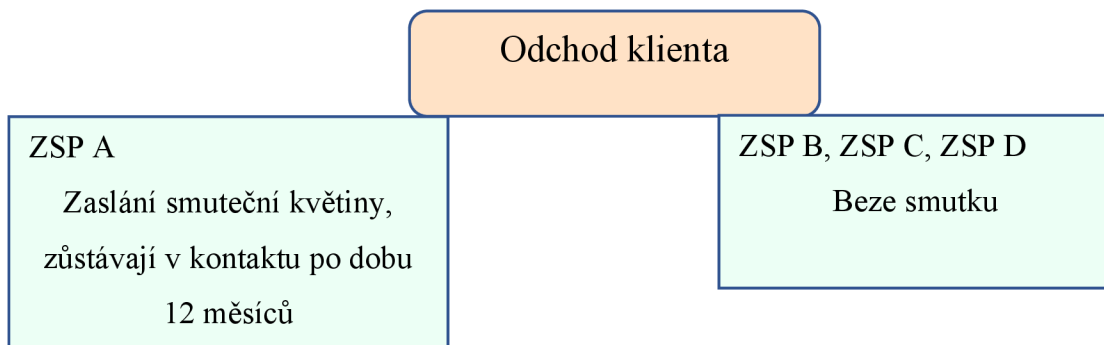 Odchod klienta
ZSP A
Zaslání smuteční květiny,
zůstávají v kontaktu po dobu
12 měsíců
ZSP B, ZSP C, ZSP D
Beze smutku